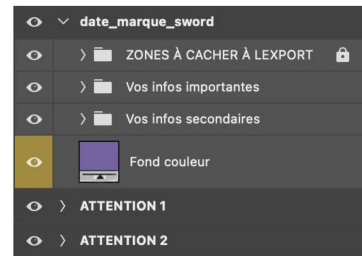 date_marque_sword
ZONES À CACHER À LEXPORT
Vos infos importantes
Vos infos secondaires
Fond couleur
ATTENTION 1
ATTENTION 2